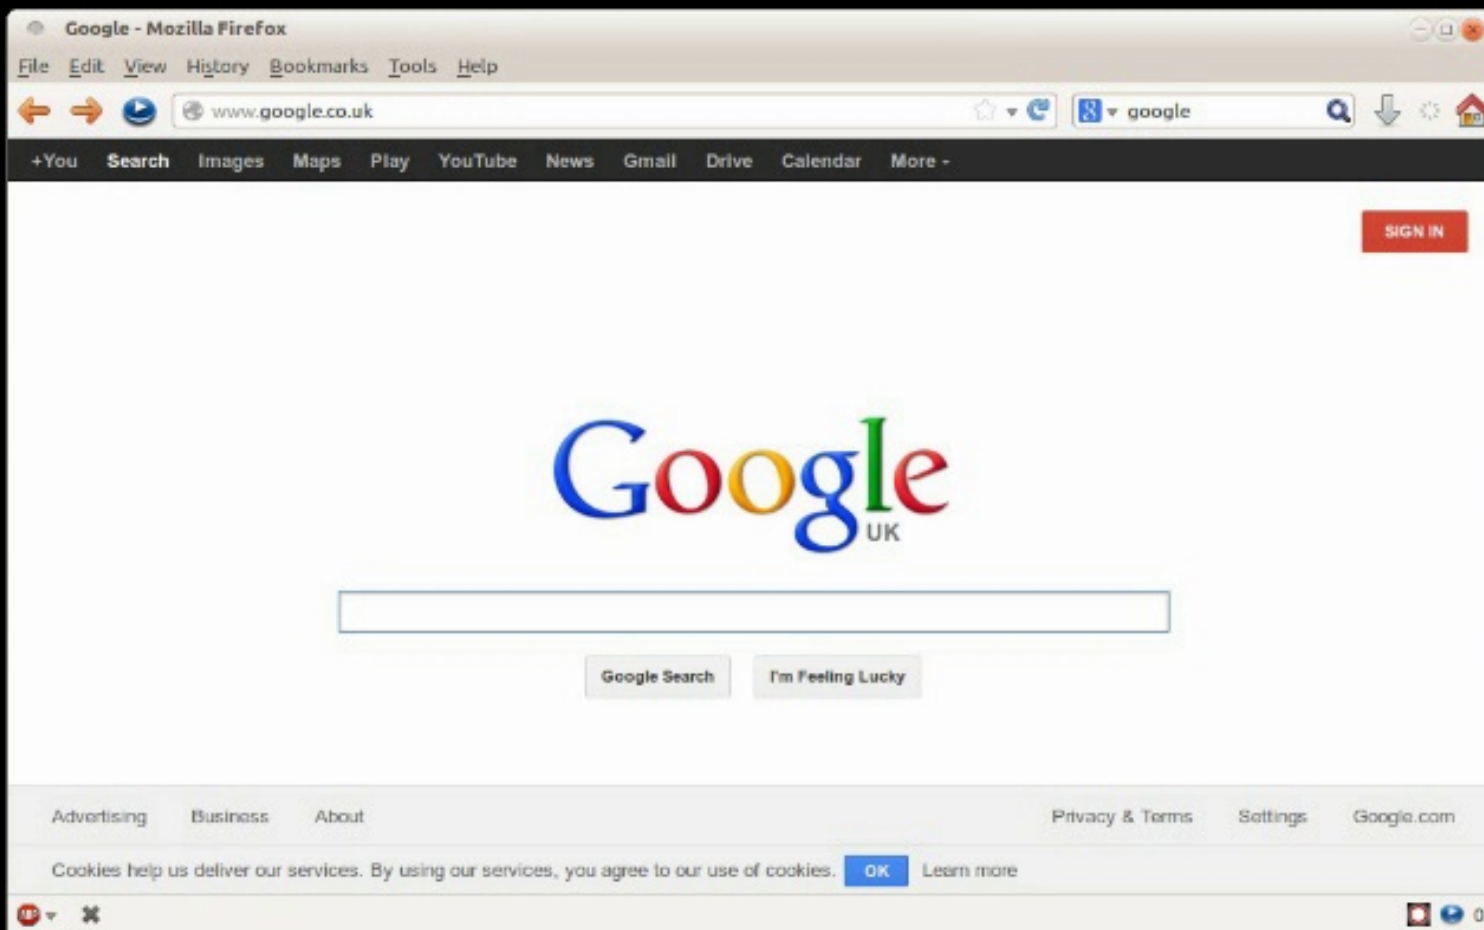 Google - Mozilla Firefox
File Edit View History Bookmarks Tools Help
www.google.co.uk google
+You Search Images Maps Play YouTube News Gmail Drive Calendar More
SIGN IN
Google
UK
Google Search I'm Feeling Lucky
Advertising Business About Privacy & Terms Settings Google.com
Cookies help us deliver our services. By using our services, you agree to our use of cookies. OK Learn more
ABP 0